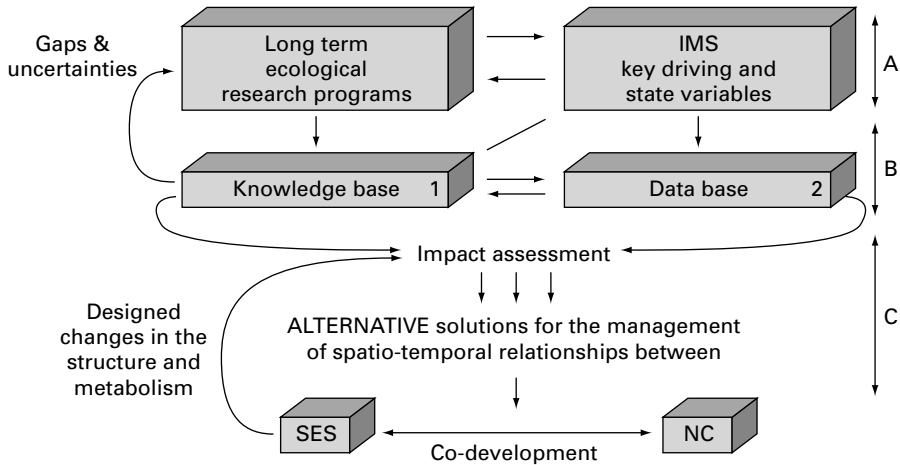 Gaps &
uncertainties
Long term
ecological
research programs
IMS
key driving and
state variables
A
Knowledge base 1
Data base 2
B
Impact assessment
Designed
changes in the
structure and
metabolism
ALTERNATIVE solutions for the management
of spatio-temporal relationships between
C
SES
Co-development
NC